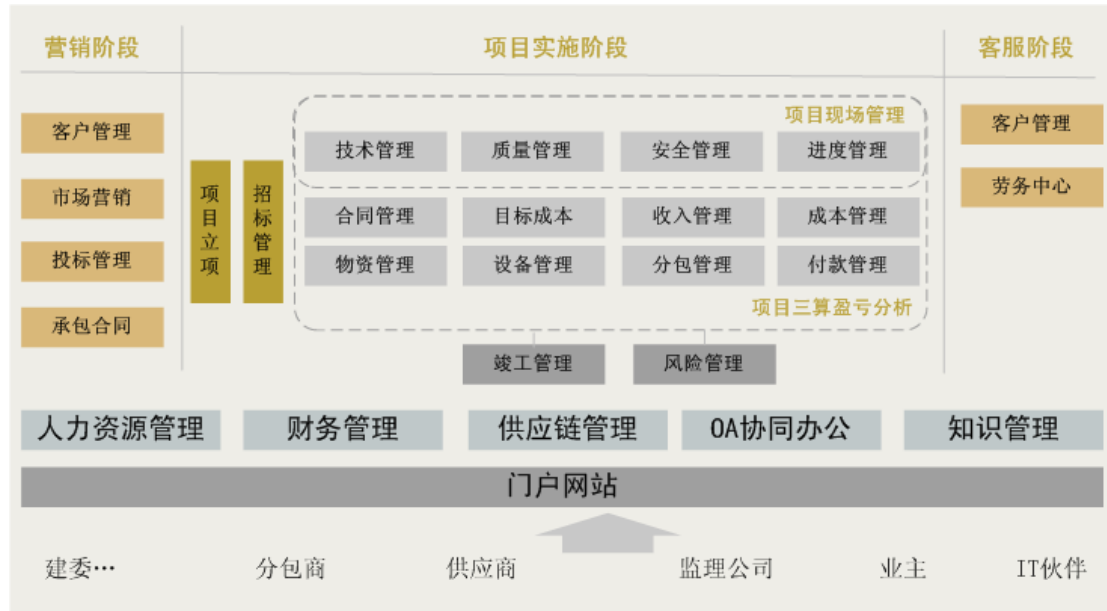 营销阶段
项目实施阶段
客服阶段
客户管理
市场营销
投标管理
承包合同
项目立项
招标管理
项目现场管理
技术管理
质量管理
安全管理
进度管理
合同管理
目标成本
收入管理
成本管理
物资管理
设备管理
分包管理
付款管理
项目三算盈亏分析
竣工管理
风险管理
客户管理
劳务中心
人力资源管理
财务管理
供应链管理
OA协同办公
知识管理
门户网站
建委…
分包商
供应商
监理公司
业主
IT伙伴